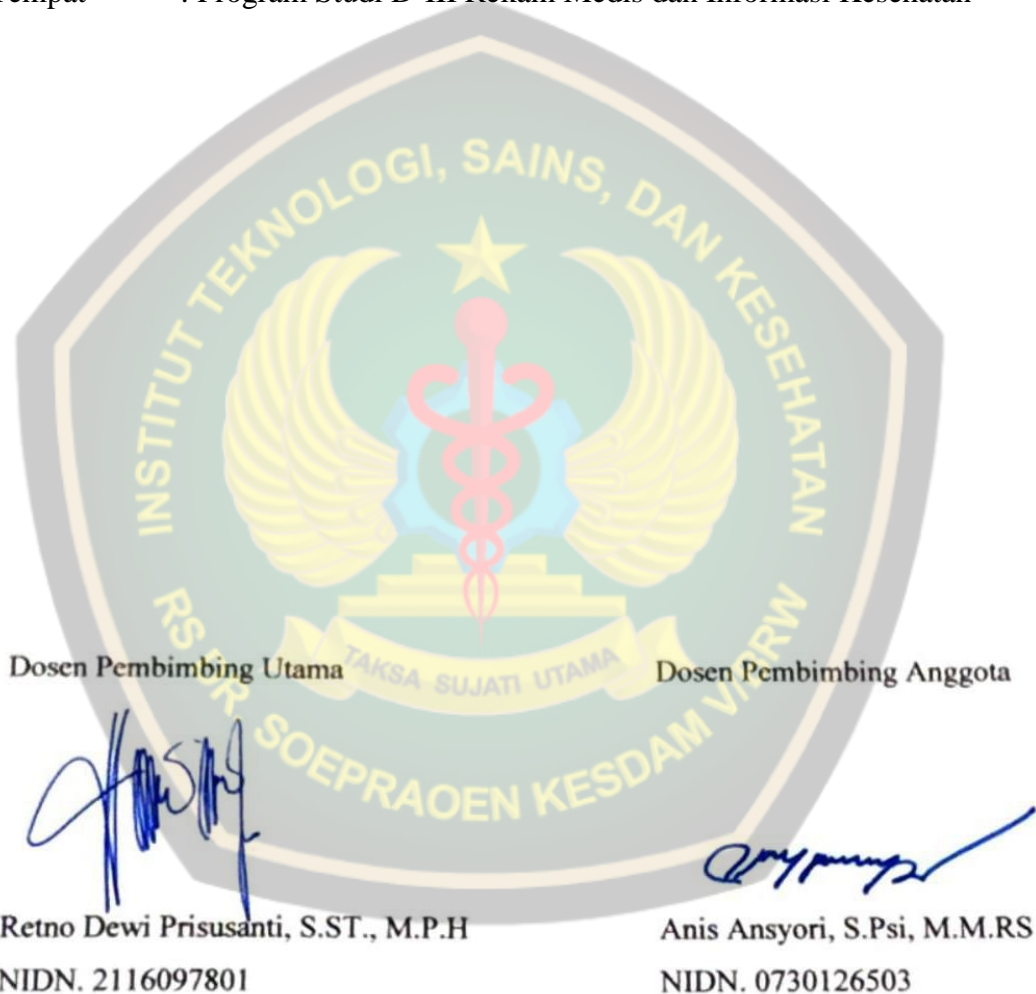 : Program Studi D-III Rekam Medis dan Informasi Kesehatan
INSTITUT TEKNOLOGI, SAINS, DAN KESEHATAN
TAKSA SUJATI UTAMA
RS DR SOEPRAOEN KESDAM V/BRW
Dosen Pembimbing Utama Dosen Pembimbing Anggota
Retno Dewi Prisusanti, S.ST., M.P.H Anis Ansyori, S.Psi, M.M.RS
NIDN. 2116097801 NIDN. 0730126503